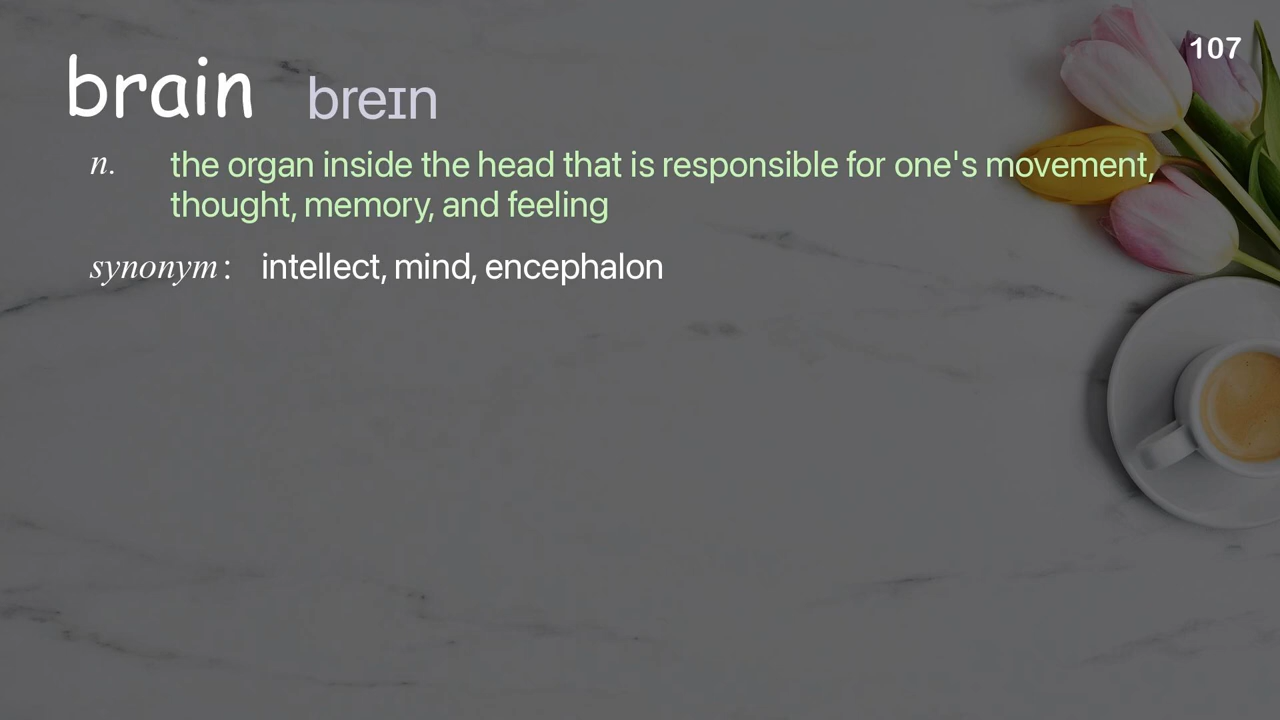 107
brain breɪn
n. the organ inside the head that is responsible for one's movement,
thought, memory, and feeling
synonym: intellect, mind, encephalon